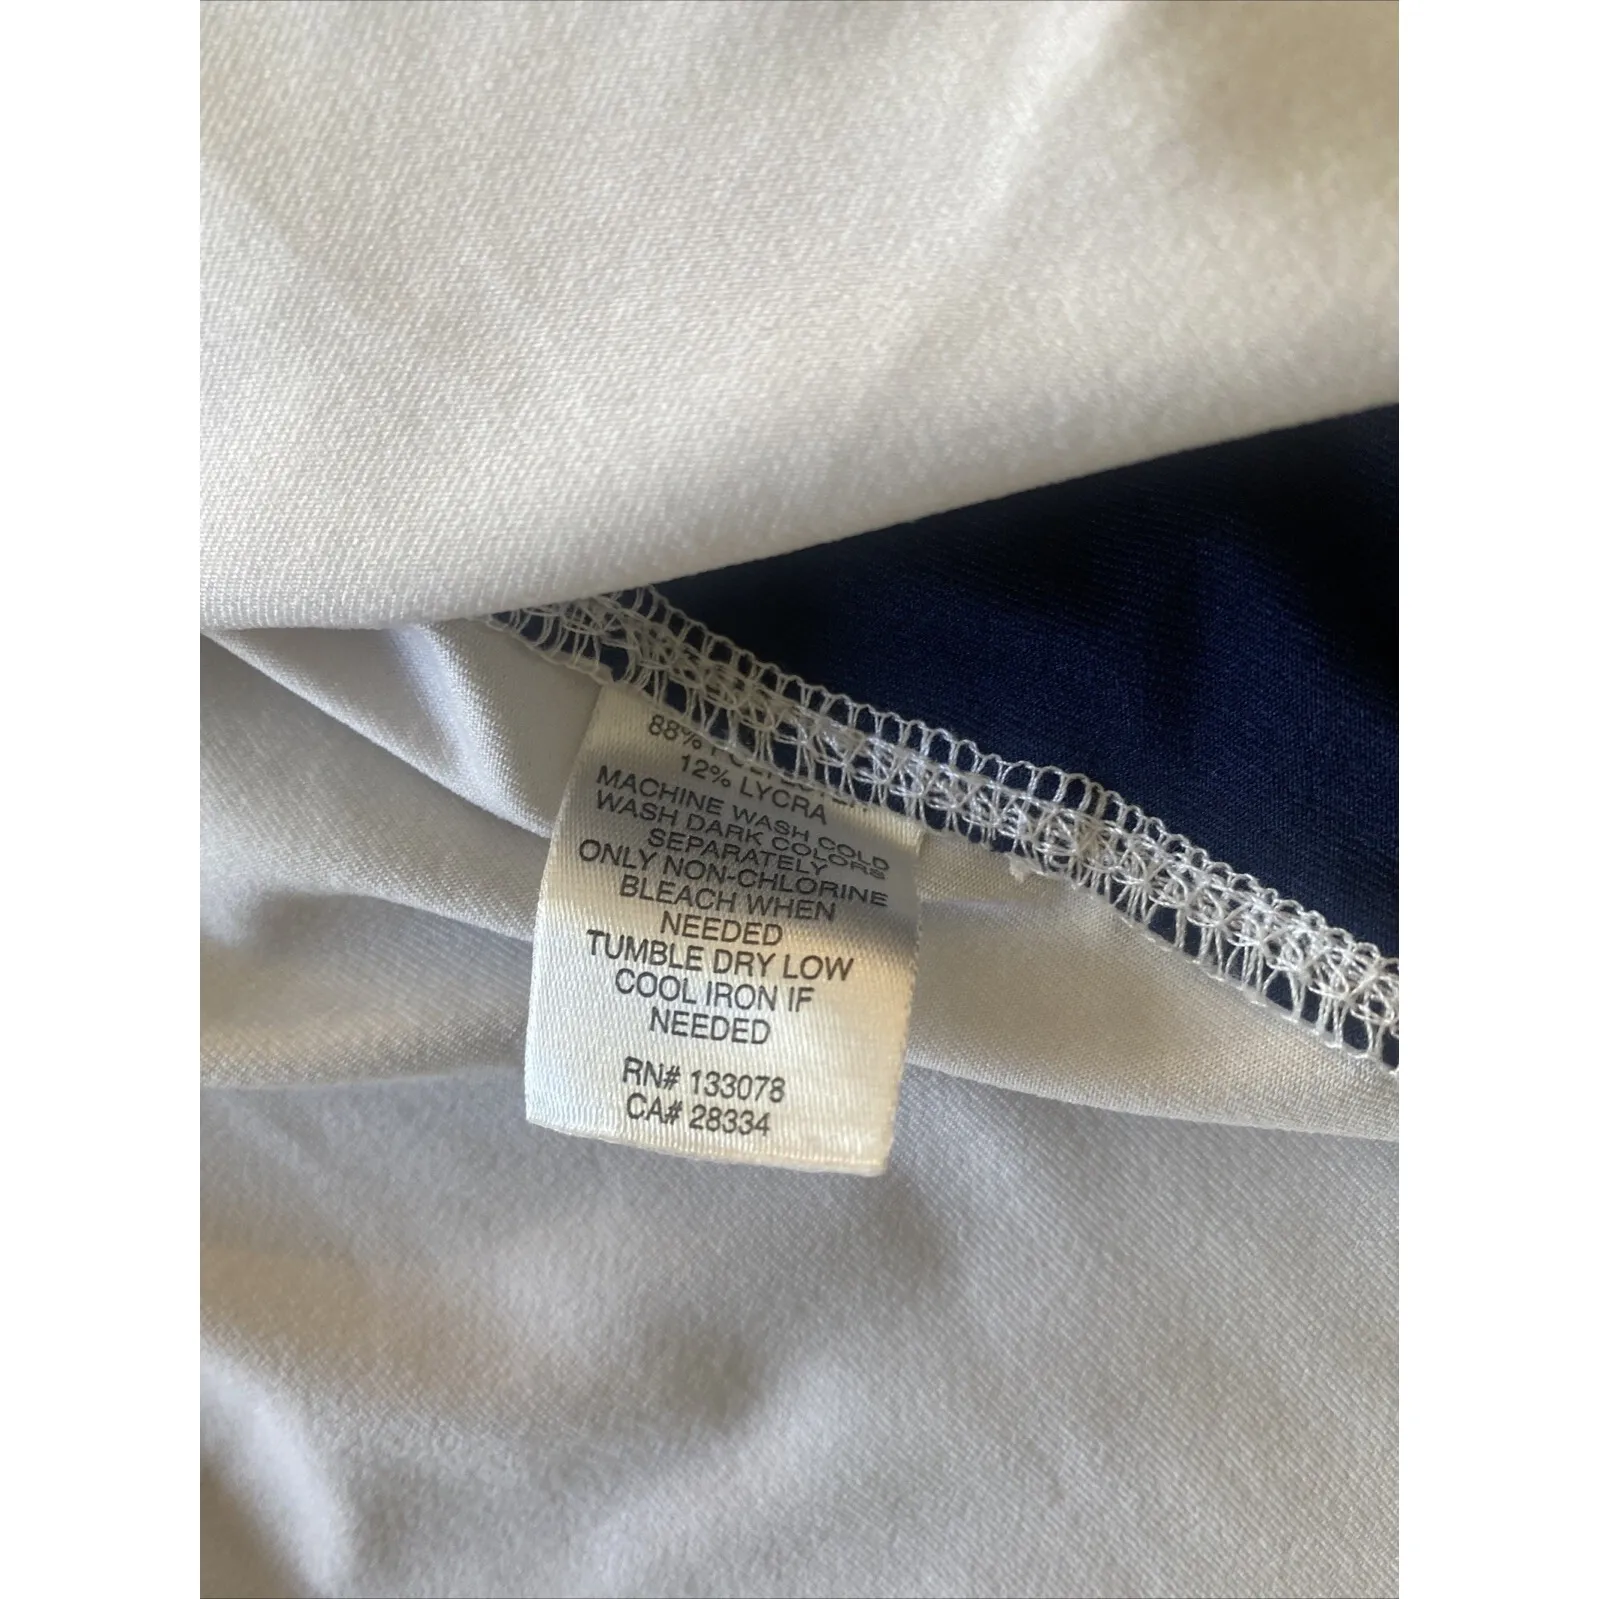 88% POLYESTER
12% LYCRA
MACHINE WASH COLD
WASH DARK COLORS
SEPARATELY
ONLY NON-CHLORINE
BLEACH WHEN
NEEDED
TUMBLE DRY LOW
COOL IRON IF
NEEDED
RN# 133078
CA# 28334